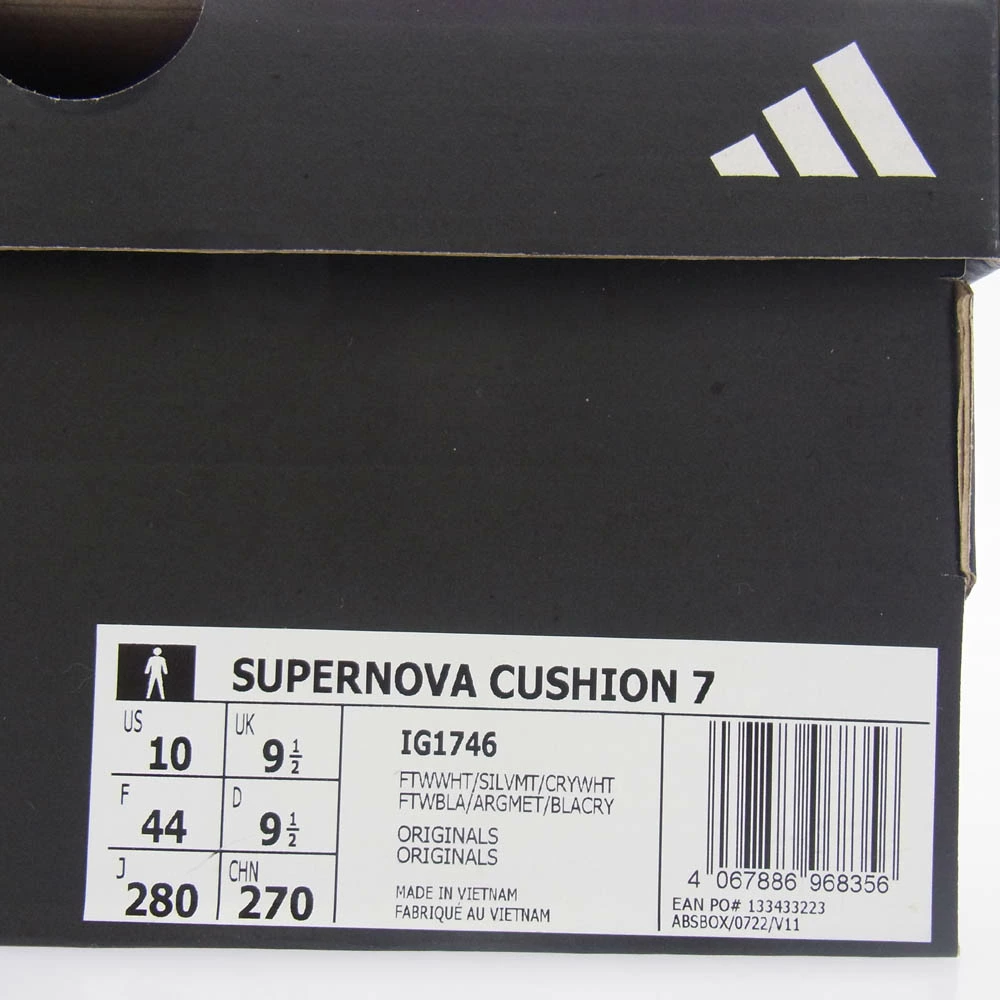 SUPERNOVA CUSHION 7
US 10 UK 9 1/2
F 44 D 9 1/2
J 280 CHN 270
IG1746
FTWWHT/SILVMT/CRYWHT
FTWBLA/ARGMET/BLACRY
ORIGINALS
ORIGINALS
MADE IN VIETNAM
FABRIQUÉ AU VIETNAM
4 067886 968356
EAN PO# 133433223
ABSBOX/0722/V11